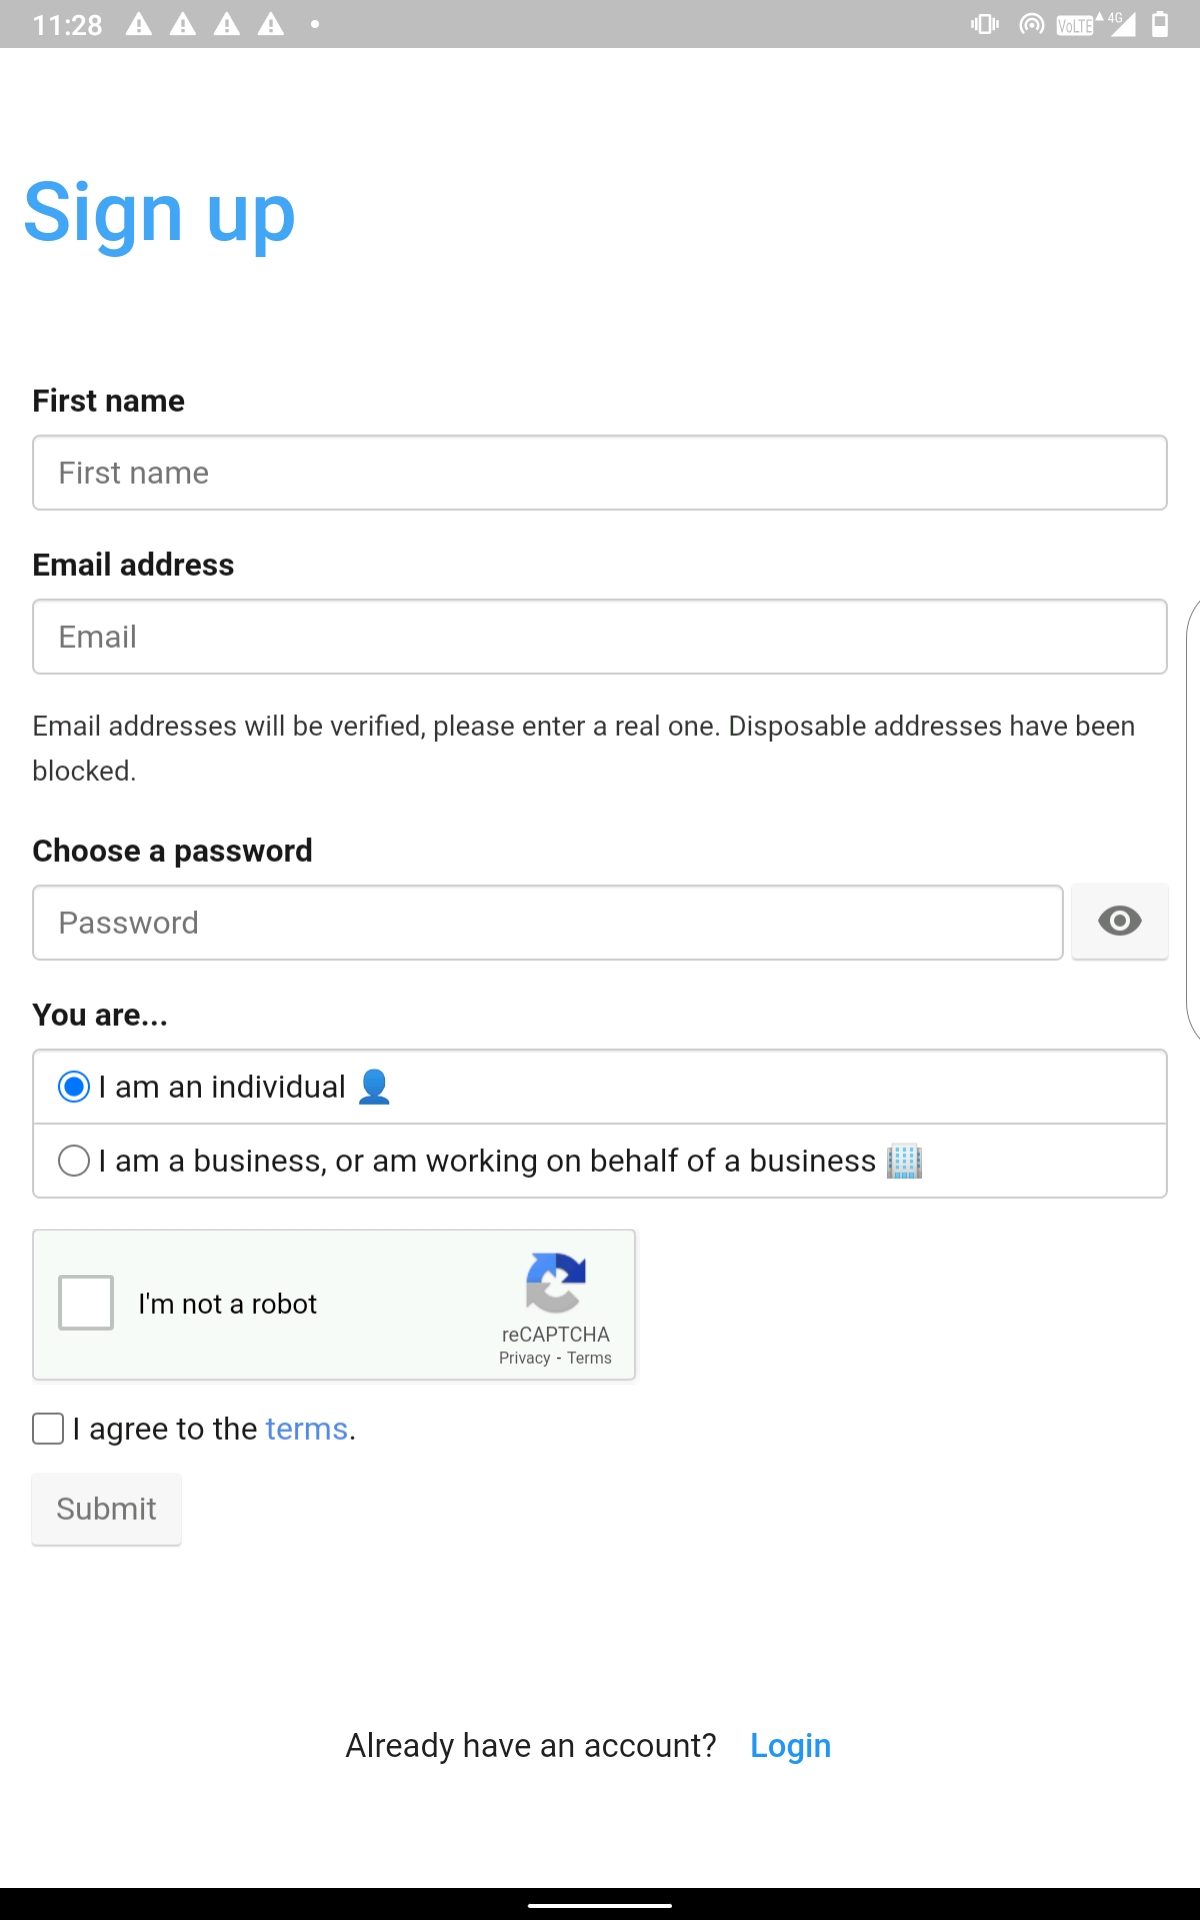 11:28
VoLTE 4G
Sign up
First name
First name
Email address
Email
Email addresses will be verified, please enter a real one. Disposable addresses have been
blocked.
Choose a password
Password
You are...
I am an individual
I am a business, or am working on behalf of a business
I'm not a robot
reCAPTCHA
Privacy - Terms
I agree to the terms.
Submit
Already have an account? Login